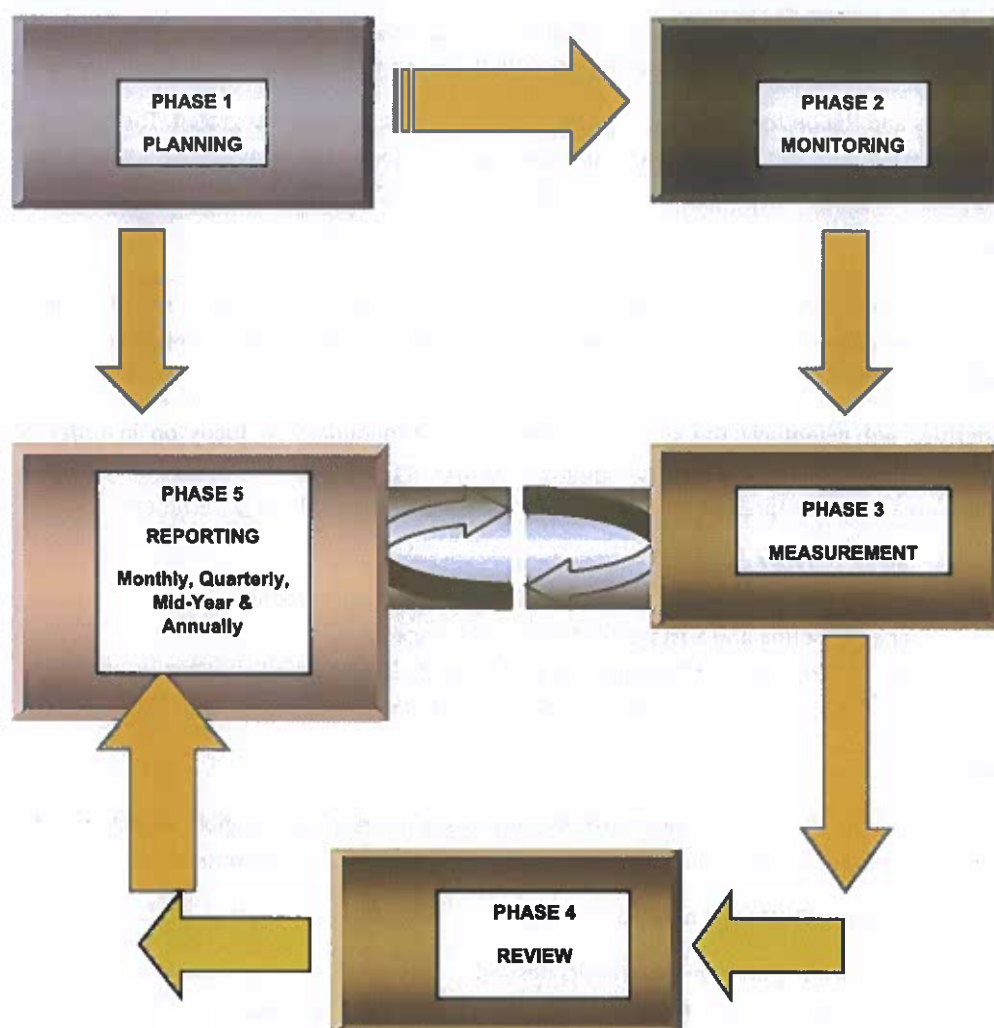 PHASE 1
PLANNING
PHASE 2
MONITORING
PHASE 3
MEASUREMENT
PHASE 4
REVIEW
PHASE 5
REPORTING
Monthly, Quarterly,
Mid-Year &
Annually